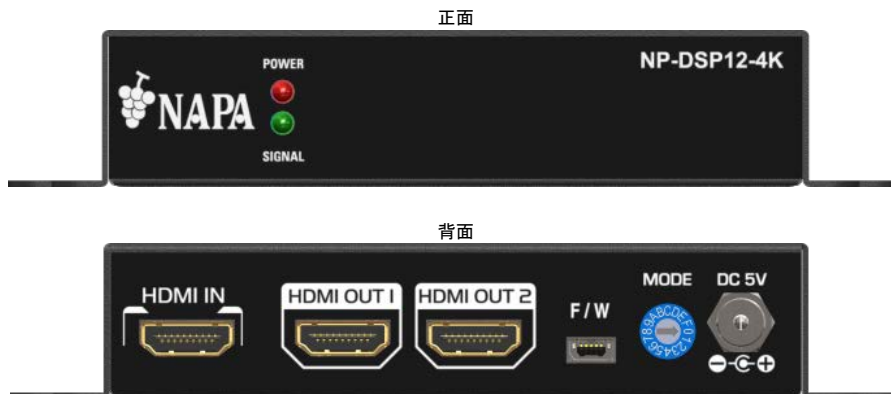 正面
POWER
NP-DSP12-4K
NAPA
SIGNAL
背面
HDMI IN
HDMI OUT 1
HDMI OUT 2
F/W
MODE
DC 5V
0123456789ABCDEF